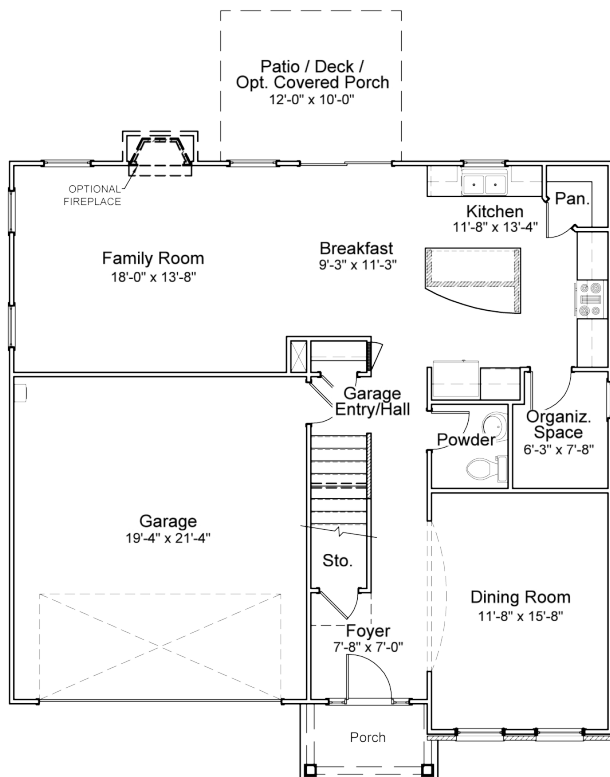 Patio / Deck /
Opt. Covered Porch
12'-0" x 10'-0"
OPTIONAL
FIREPLACE
Family Room
18'-0" x 13'-8"
Breakfast
9'-3" x 11'-3"
Kitchen
11'-8" x 13'-4"
Pan.
Garage
Entry/Hall
Powder
Organiz.
Space
6'-3" x 7'-8"
Garage
19'-4" x 21'-4"
Sto.
Foyer
7'-8" x 7'-0"
Dining Room
11'-8" x 15'-8"
Porch